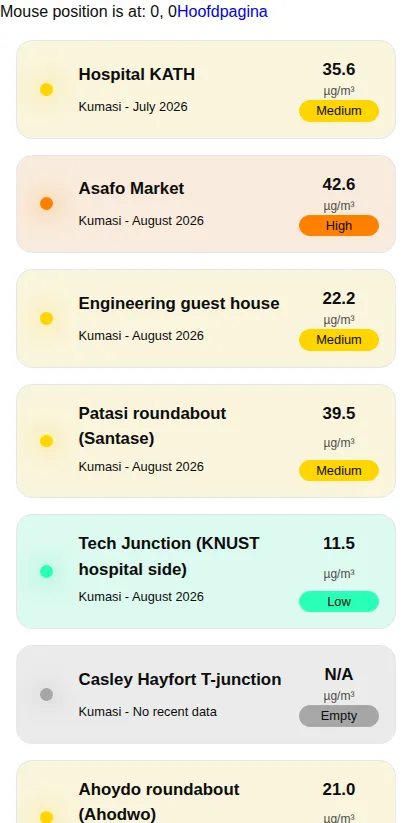 Mouse position is at: 0, 0Hoofdpagina
Hospital KATH
Kumasi - July 2026
35.6
µg/m³
Medium
Asafo Market
Kumasi - August 2026
42.6
µg/m³
High
Engineering guest house
Kumasi - August 2026
22.2
µg/m³
Medium
Patasi roundabout
(Santase)
Kumasi - August 2026
39.5
µg/m³
Medium
Tech Junction (KNUST
hospital side)
Kumasi - August 2026
11.5
µg/m³
Low
Casley Hayfort T-junction
Kumasi - No recent data
N/A
µg/m³
Empty
Ahoydo roundabout
(Ahodwo)
21.0
µg/m³